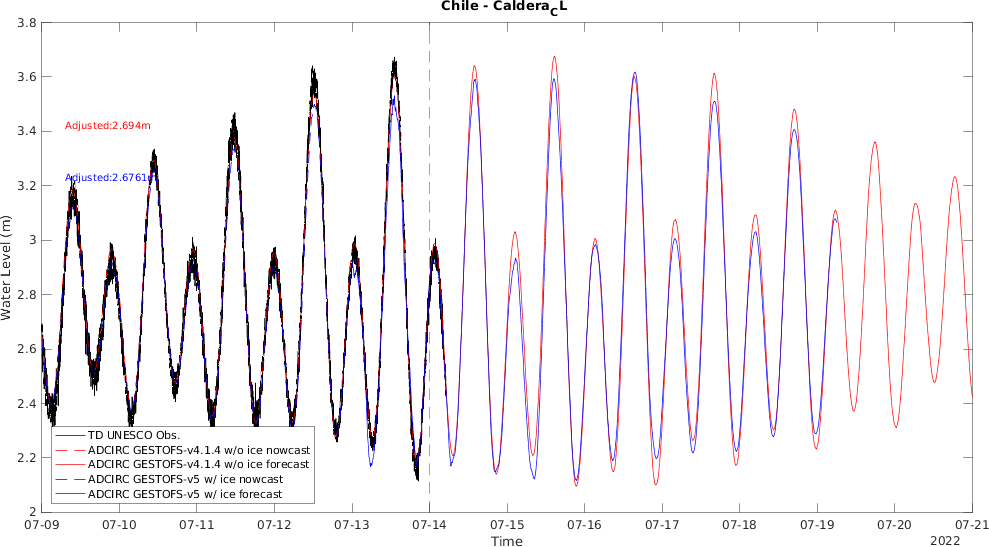 Chile - CalderaCL
3.8
3.6
3.4
3.2
3
2.8
2.6
2.4
2.2
2
Water Level (m)
Adjusted:2.694m
Adjusted:2.6761m
TD UNESCO Obs.
ADCIRC GESTOFS-v4.1.4 w/o ice nowcast
ADCIRC GESTOFS-v4.1.4 w/o ice forecast
ADCIRC GESTOFS-v5 w/ ice nowcast
ADCIRC GESTOFS-v5 w/ ice forecast
07-09 07-10 07-11 07-12 07-13 07-14 07-15 07-16 07-17 07-18 07-19 07-20 07-21
Time
2022